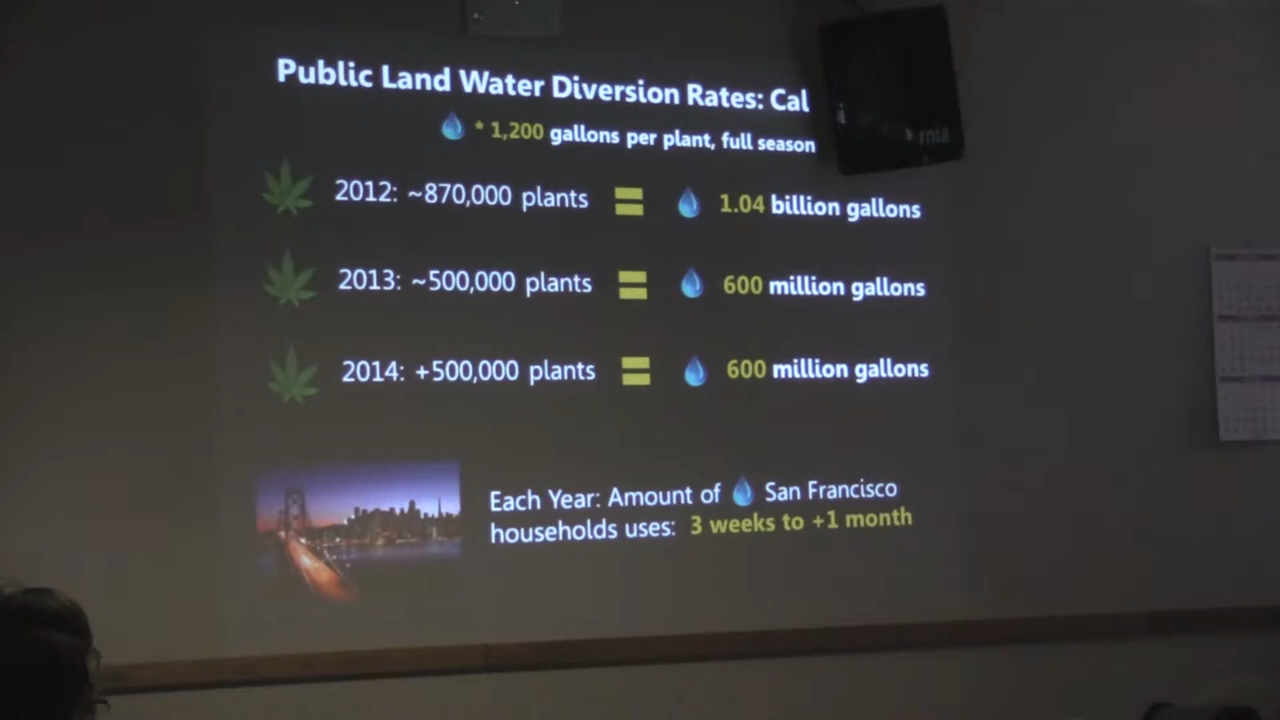 Public Land Water Diversion Rates: Cal
* 1,200 gallons per plant, full season
2012: ~870,000 plants = 1.04 billion gallons
2013: ~500,000 plants = 600 million gallons
2014: +500,000 plants = 600 million gallons
Each Year: Amount of San Francisco
households uses: 3 weeks to +1 month